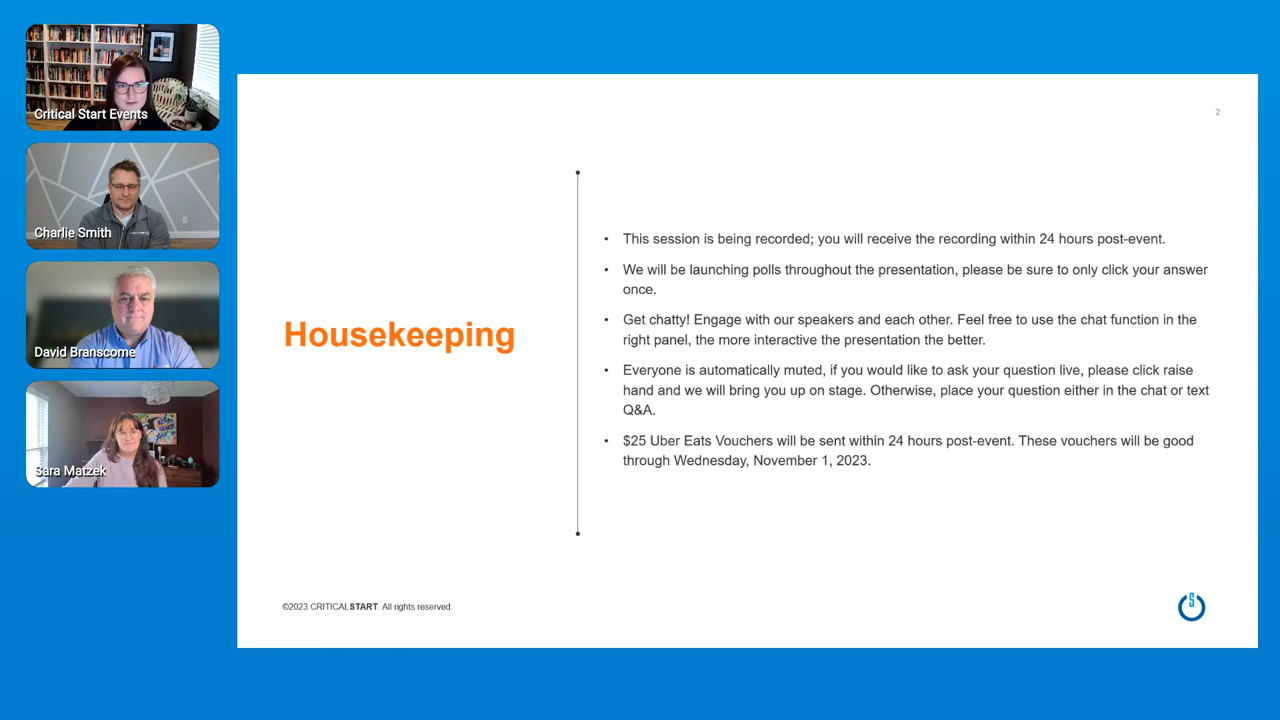 Critical Start Events
Charlie Smith
David Branscome
Sara Matzek
2
Housekeeping
• This session is being recorded; you will receive the recording within 24 hours post-event.
• We will be launching polls throughout the presentation, please be sure to only click your answer
once.
• Get chatty! Engage with our speakers and each other. Feel free to use the chat function in the
right panel, the more interactive the presentation the better.
• Everyone is automatically muted, if you would like to ask your question live, please click raise
hand and we will bring you up on stage. Otherwise, place your question either in the chat or text
Q&A.
• $25 Uber Eats Vouchers will be sent within 24 hours post-event. These vouchers will be good
through Wednesday, November 1, 2023.
©2023 CRITICALSTART. All rights reserved.